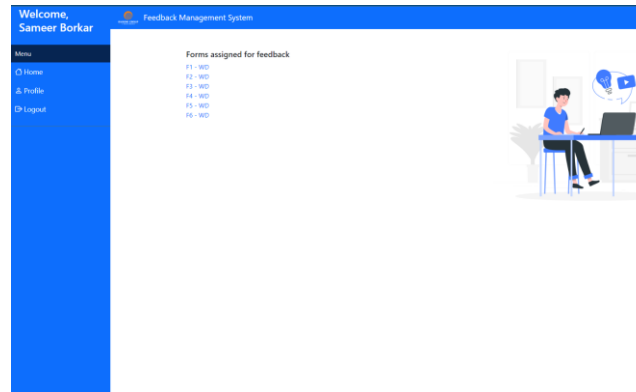 Welcome,
Sameer Borkar
Feedback Management System
Menu
Home
Profile
Logout
Forms assigned for feedback
F1 - WD
F2 - WD
F3 - WD
F4 - WD
F5 - WD
F6 - WD